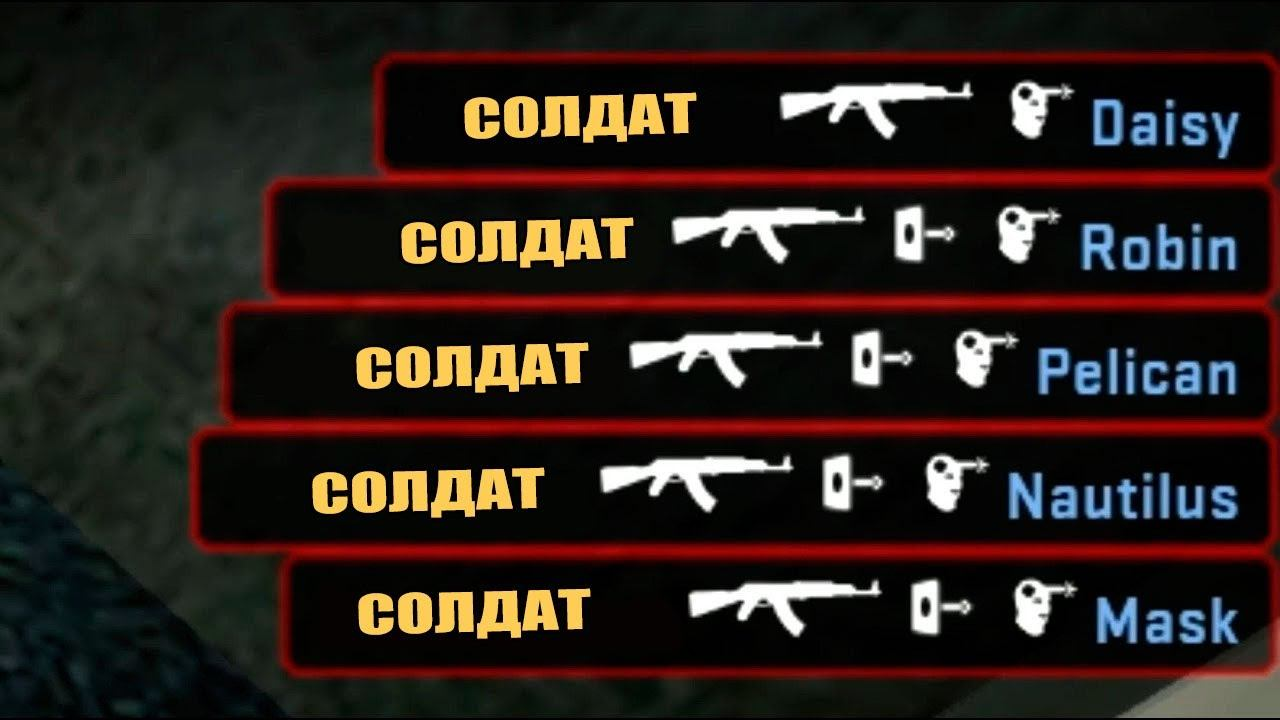 СОЛДАТ Daisy
СОЛДАТ Robin
СОЛДАТ Pelican
СОЛДАТ Nautilus
СОЛДАТ Mask